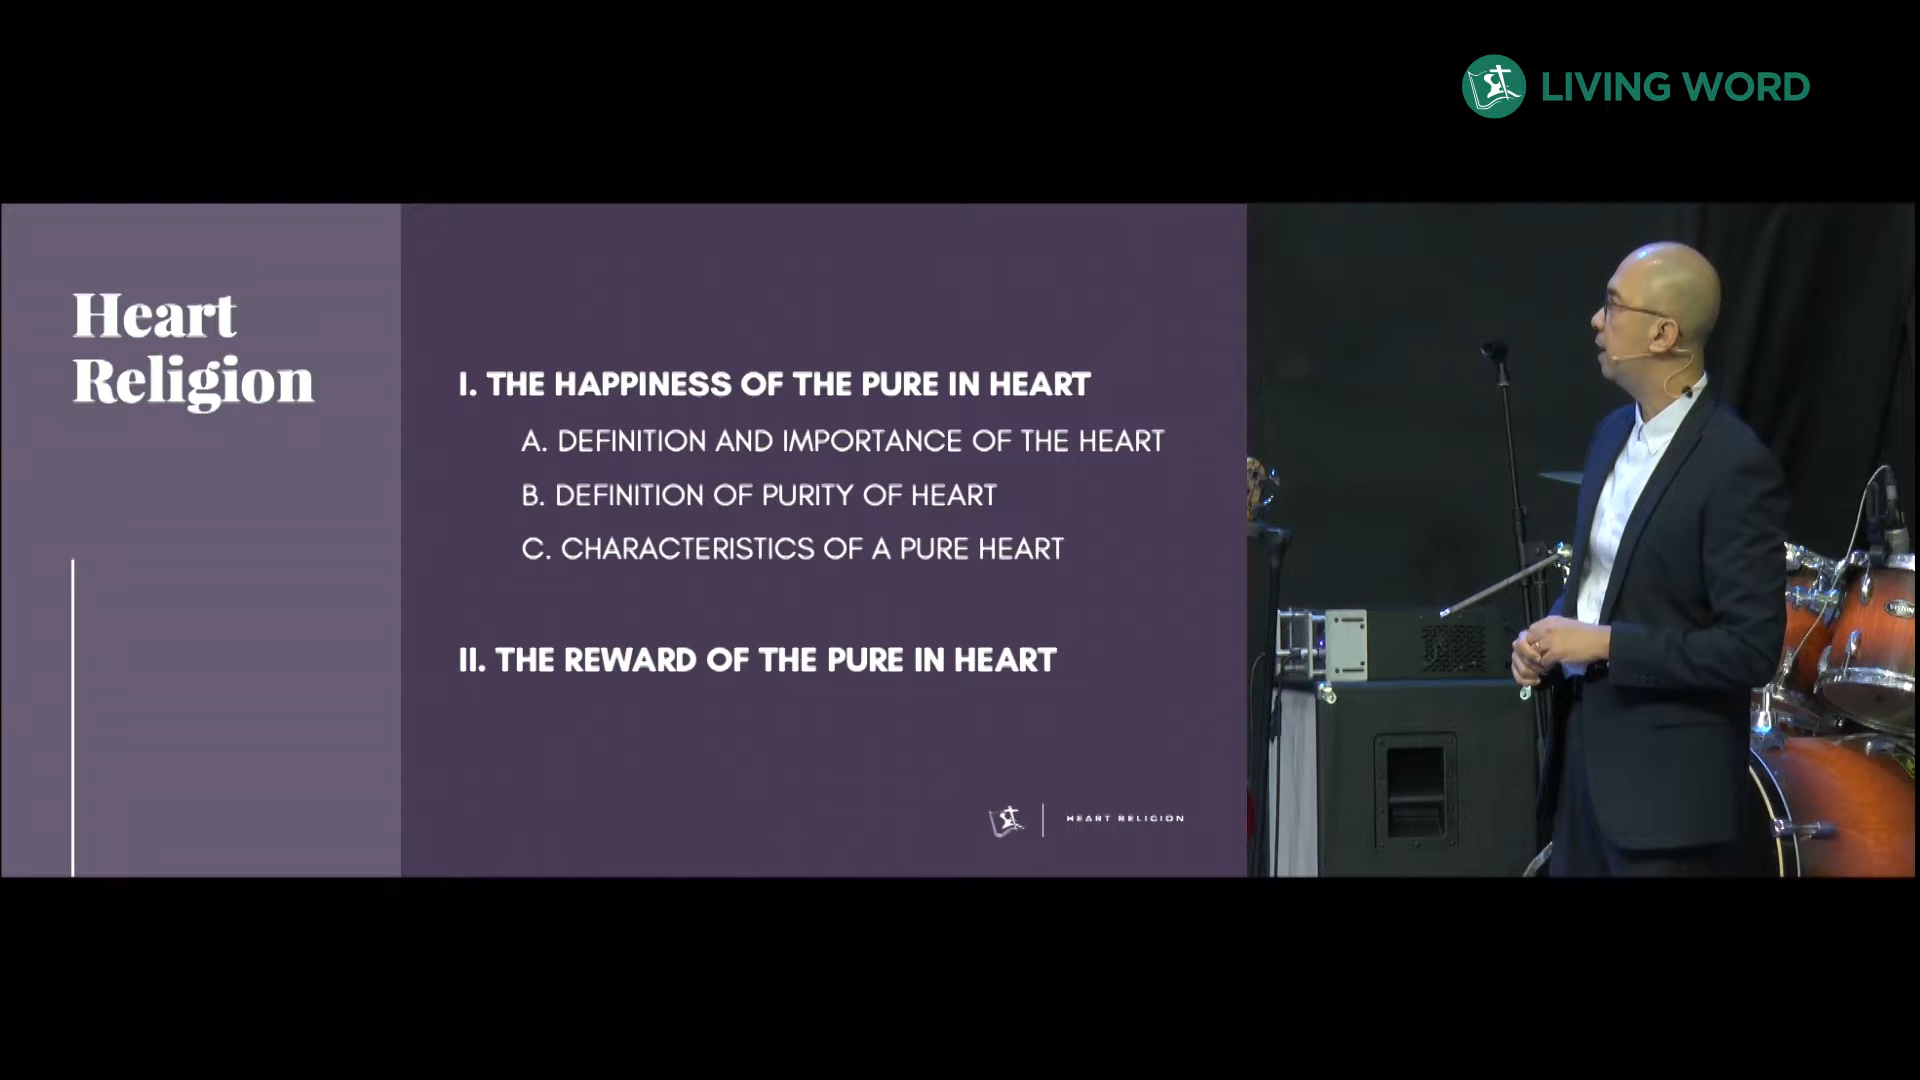 LIVING WORD
Heart
Religion
I. THE HAPPINESS OF THE PURE IN HEART
A. DEFINITION AND IMPORTANCE OF THE HEART
B. DEFINITION OF PURITY OF HEART
C. CHARACTERISTICS OF A PURE HEART
II. THE REWARD OF THE PURE IN HEART
HEART RELIGION